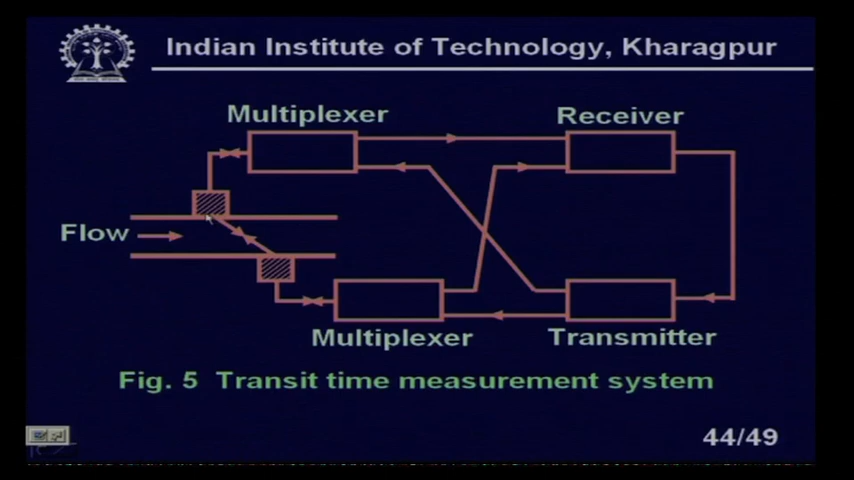 Indian Institute of Technology, Kharagpur
Multiplexer
Receiver
Flow
Multiplexer
Transmitter
Fig. 5 Transit time measurement system
44/49